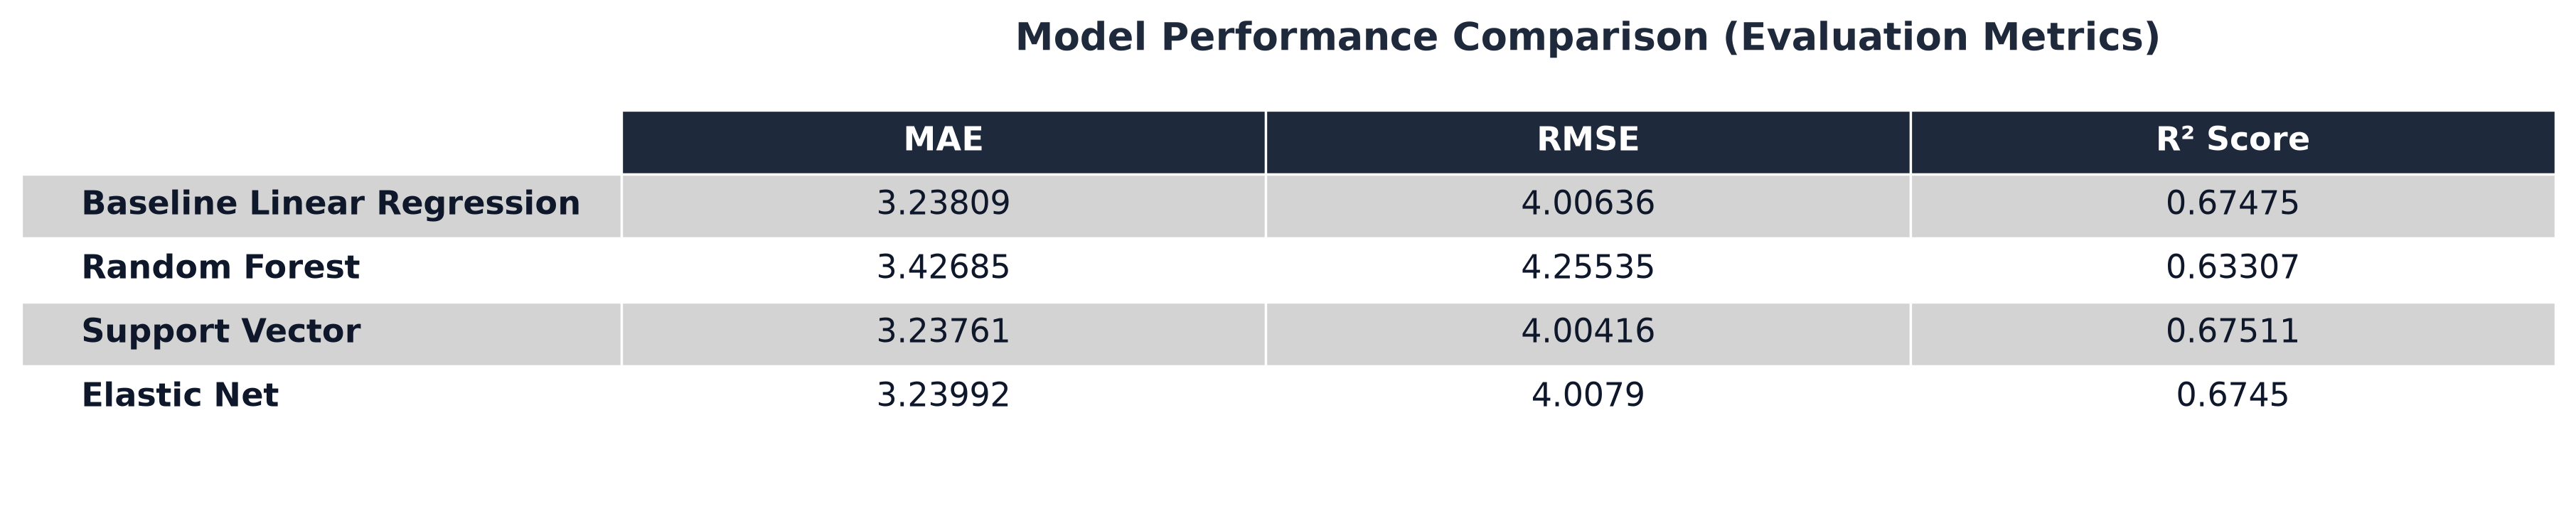 Model Performance Comparison (Evaluation Metrics)
MAE RMSE R² Score
Baseline Linear Regression 3.23809 4.00636 0.67475
Random Forest 3.42685 4.25535 0.63307
Support Vector 3.23761 4.00416 0.67511
Elastic Net 3.23992 4.0079 0.6745